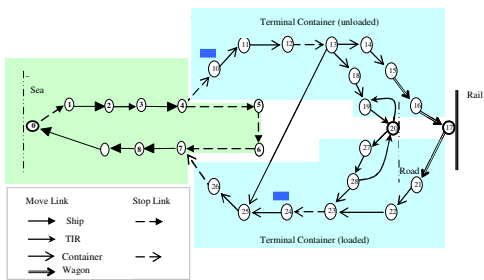 Terminal Container (unloaded)
11 12 13 14
10 15
18
Sea
Rail
1 2 3 4 5 19 16
0 20 17
8 7 6 27
Road
28 21
26
25 24 23 22
Move Link Stop Link
Ship
TIR
Container
Wagon
Terminal Container (loaded)